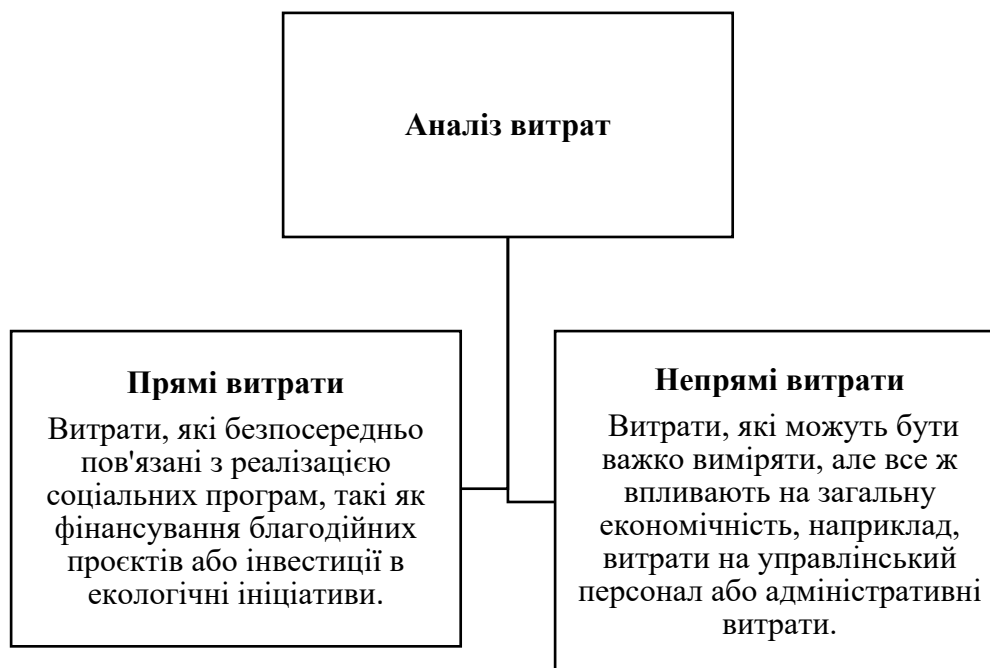 Аналіз витрат
Прямі витрати
Витрати, які безпосередньо
пов'язані з реалізацією
соціальних програм, такі як
фінансування благодійних
проєктів або інвестиції в
екологічні ініціативи.
Непрямі витрати
Витрати, які можуть бути
важко виміряти, але все ж
впливають на загальну
економічність, наприклад,
витрати на управлінський
персонал або адміністративні
витрати.